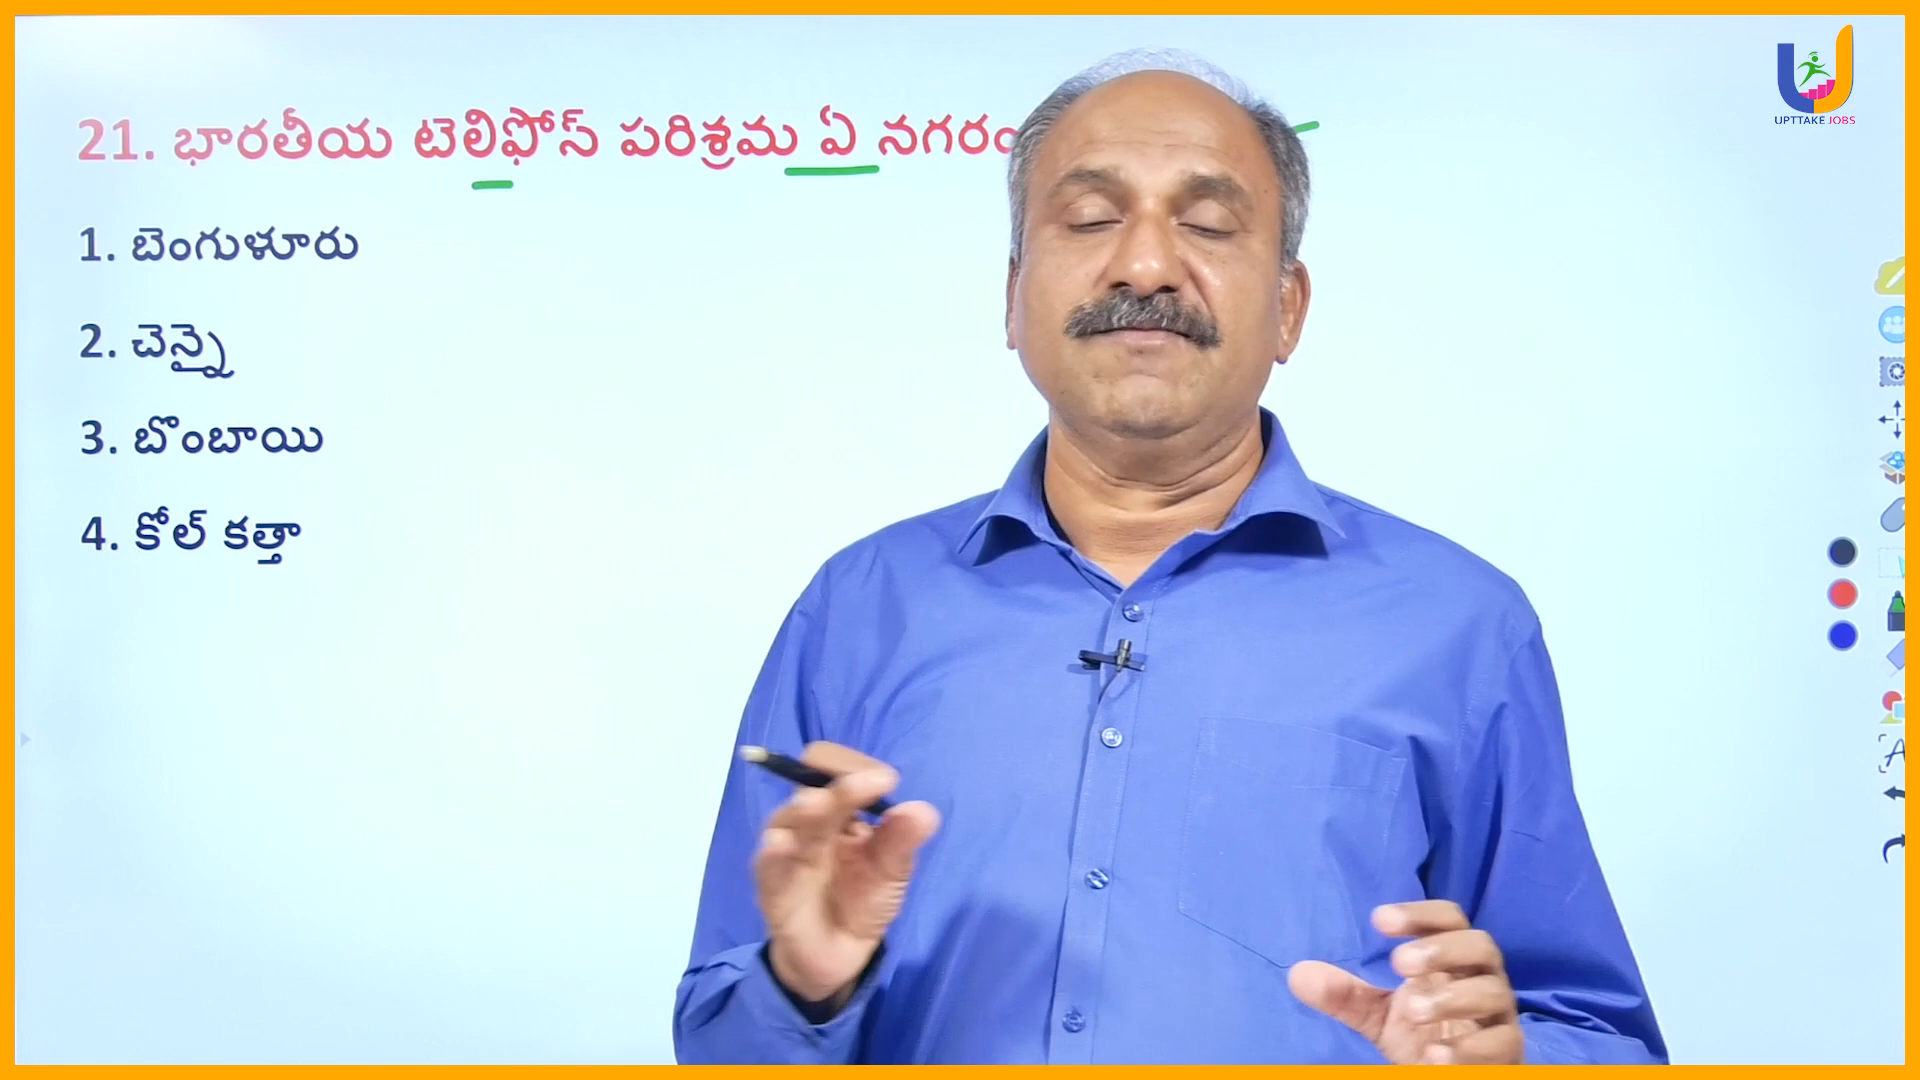 UPTTAKE JOBS
21. భారతీయ టెలిఫోస్ పరిశ్రమ ఏ నగరం
1. బెంగుళూరు
2. చెన్నై
3. బొంబాయి
4. కోల్ కత్తా